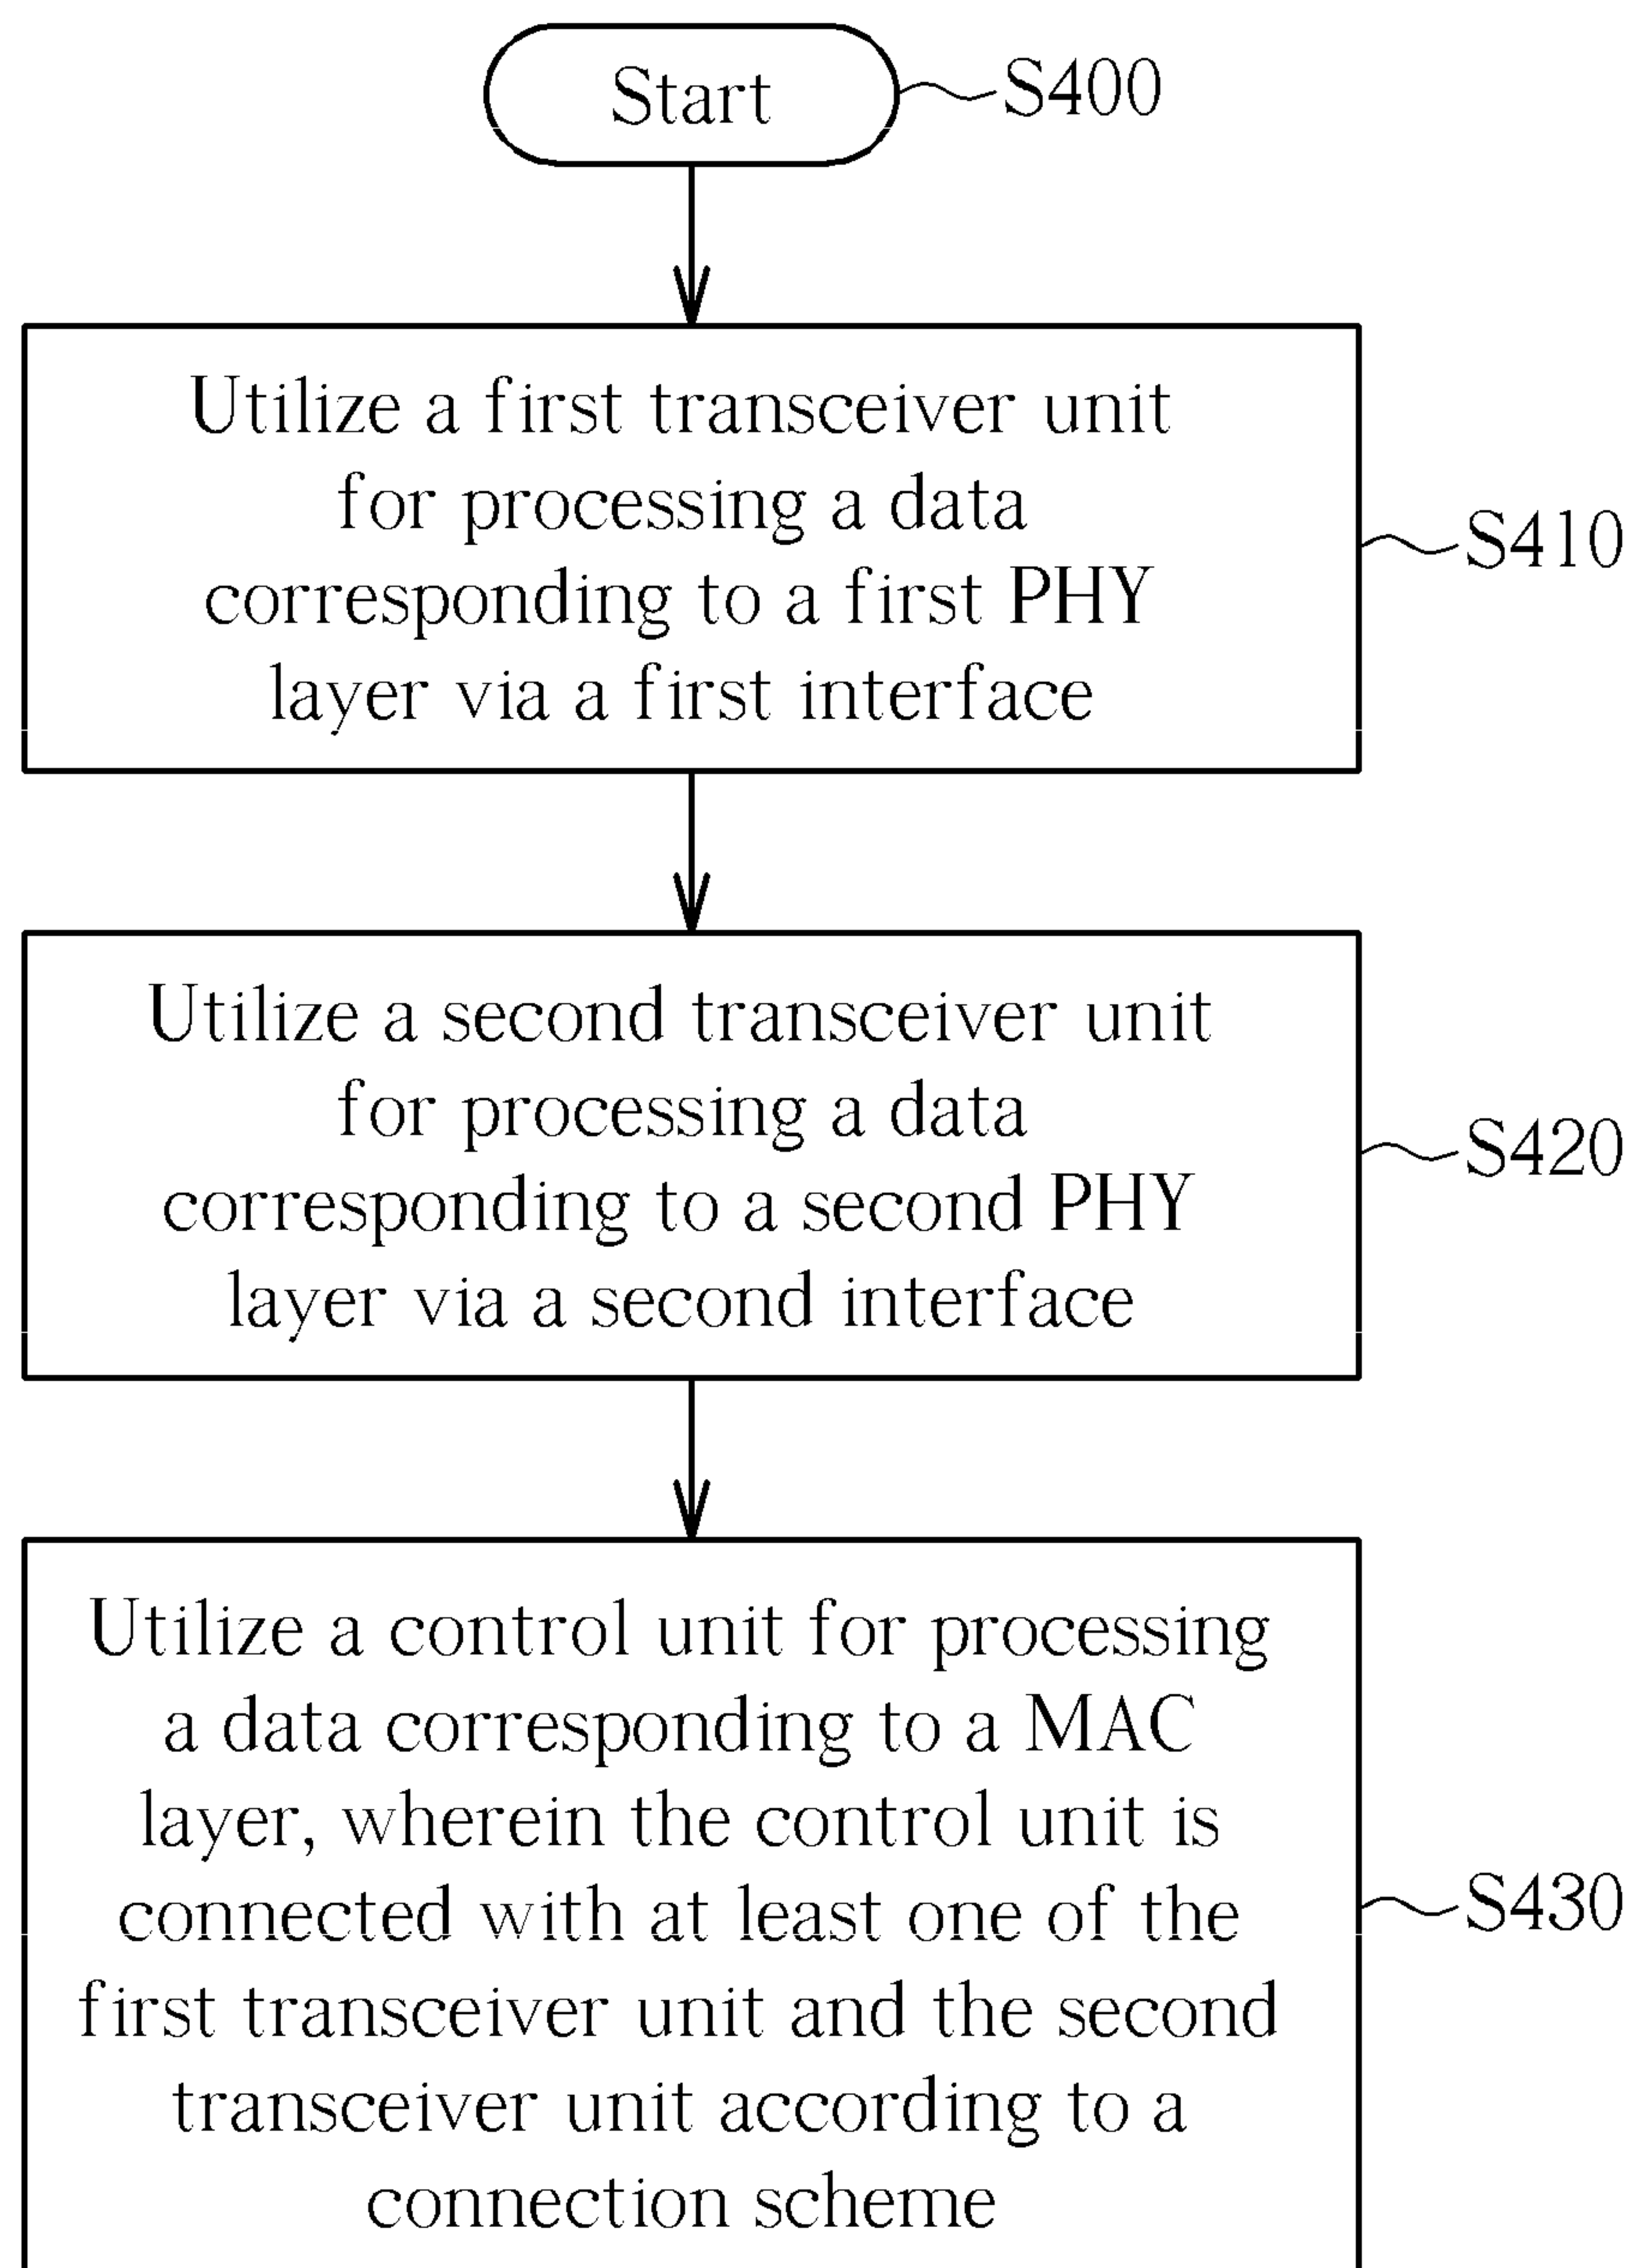 Start
S400
Utilize a first transceiver unit
for processing a data
corresponding to a first PHY
layer via a first interface
S410
Utilize a second transceiver unit
for processing a data
corresponding to a second PHY
layer via a second interface
S420
Utilize a control unit for processing
a data corresponding to a MAC
layer, wherein the control unit is
connected with at least one of the
first transceiver unit and the second
transceiver unit according to a
connection scheme
S430